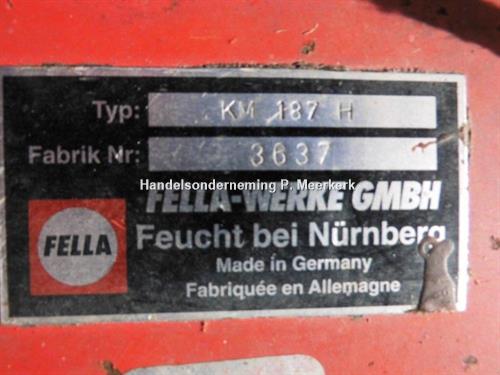 Typ: KM 187 H
Fabrik Nr: 3637
Handelsonderneming P. Meerkerk
FELLA-WERKE GMBH
FELLA
Feucht bei Nürnberg
Made in Germany
Fabriquée en Allemagne